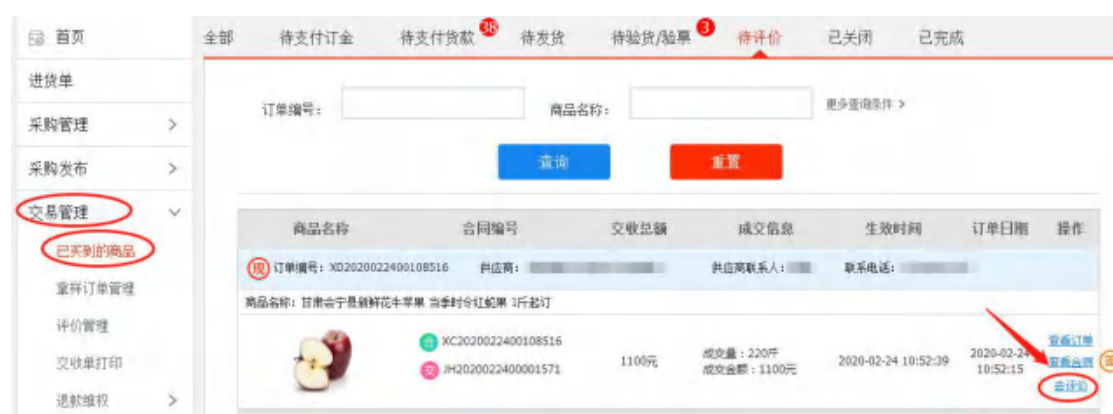 首页
全部 待支付订金 待支付货款 38 待发货 待验货/验票 3 待评价 已关闭 已完成
进货单
订单编号： 商品名称： 更多查询条件 >
采购管理 >
查询 重置
采购发布 >
交易管理
商品名称 合同编号 交收总额 成交信息 生效时间 订单日期 操作
已买到的商品
现 订单编号：XD2020022400108516 供应商： 供应商联系人： 联系电话：
拿样订单管理
商品名称：甘肃会宁县新鲜花牛苹果 当季时令红蛇果 1斤起订
评价管理
合 XC2020022400108516
交 JH2020022400001571
1100元
成交量：220斤
成交金额：1100元
2020-02-24 10:52:39
2020-02-24
10:52:15
查看订单
查看合同
去评价
交收单打印
退款维权 >